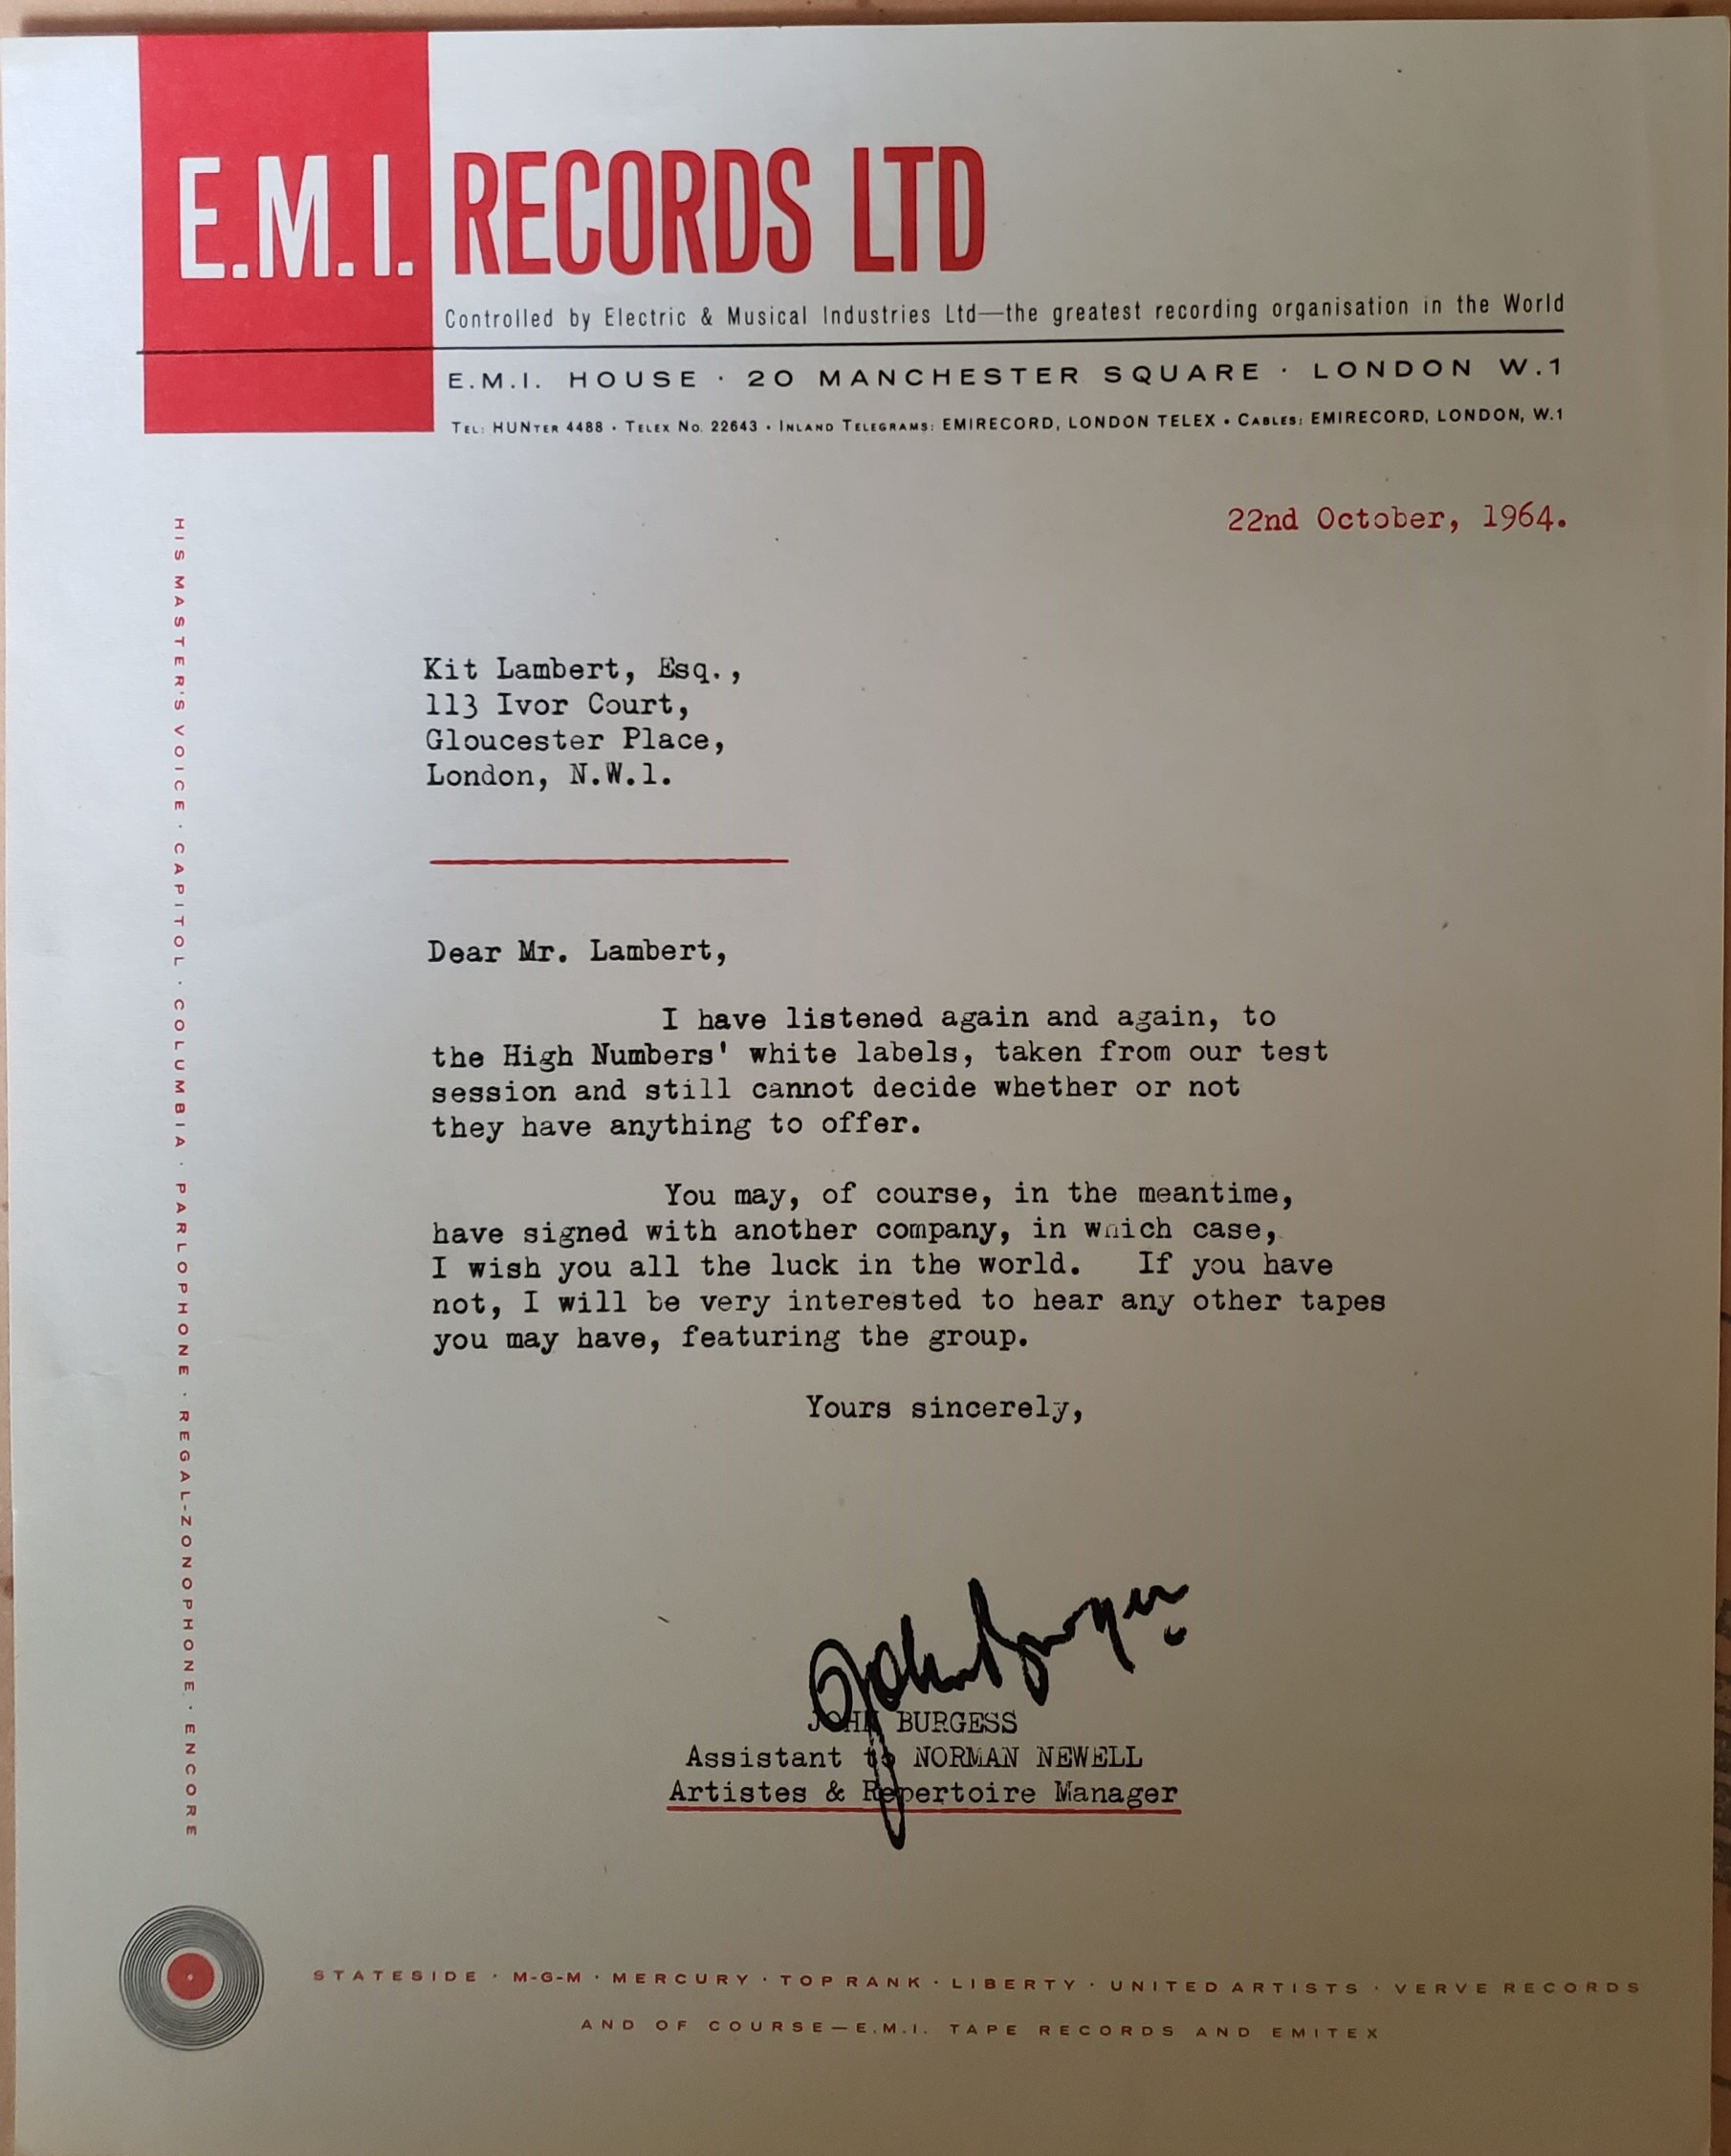 E.M.I. RECORDS LTD
Controlled by Electric & Musical Industries Ltd—the greatest recording organisation in the World
E.M.I. HOUSE · 20 MANCHESTER SQUARE · LONDON W.1
TEL: HUNTER 4488 • TELEX NO. 22643 • INLAND TELEGRAMS: EMIRECORD, LONDON TELEX • CABLES: EMIRECORD, LONDON, W.1
22nd October, 1964.
HIS MASTER'S VOICE · CAPITOL · COLUMBIA · PARLOPHONE · REGAL-ZONOPHONE · ENCORE
Kit Lambert, Esq.,
113 Ivor Court,
Gloucester Place,
London, N.W.1.
Dear Mr. Lambert,
I have listened again and again, to
the High Numbers' white labels, taken from our test
session and still cannot decide whether or not
they have anything to offer.
You may, of course, in the meantime,
have signed with another company, in which case,
I wish you all the luck in the world. If you have
not, I will be very interested to hear any other tapes
you may have, featuring the group.
Yours sincerely,
John Burgess
JOHN BURGESS
Assistant to NORMAN NEWELL
Artistes & Repertoire Manager
STATESIDE · M-G-M · MERCURY · TOP RANK · LIBERTY · UNITED ARTISTS · VERVE RECORDS
AND OF COURSE—E.M.I. TAPE RECORDS AND EMITEX